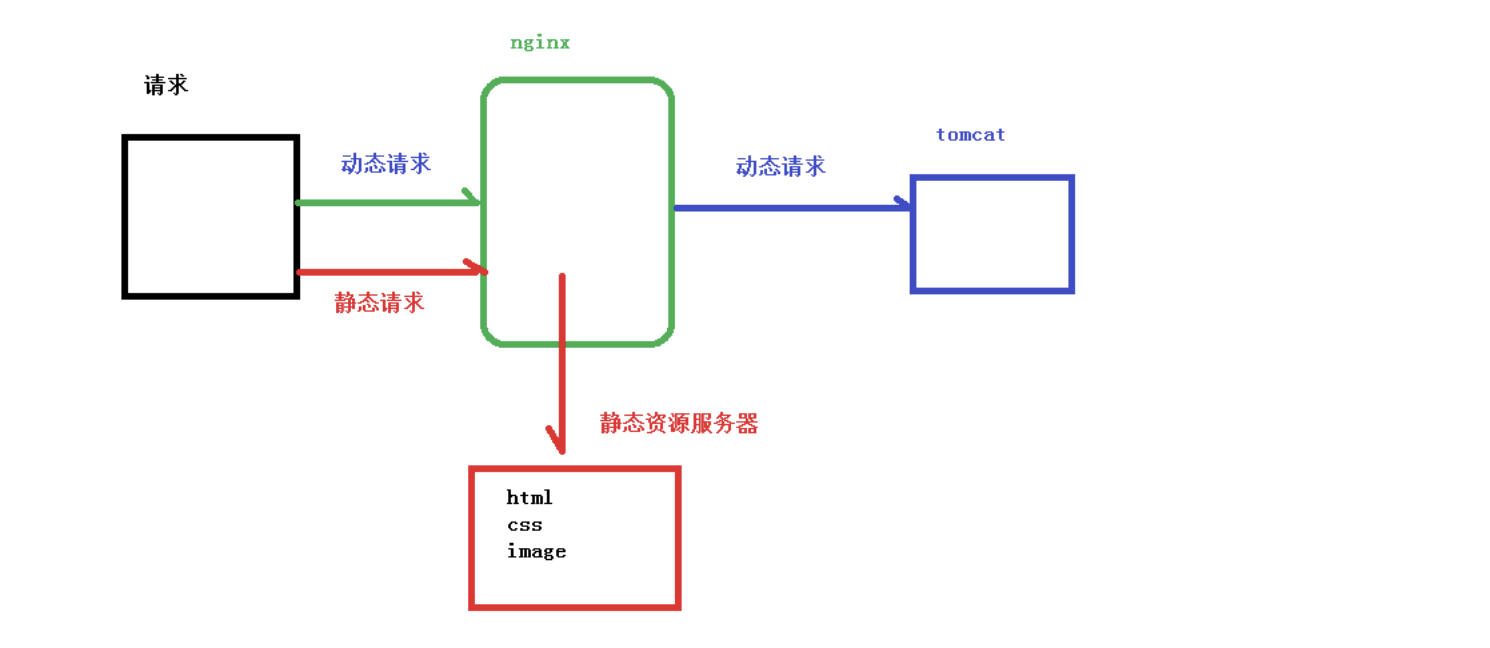 nginx
请求
tomcat
动态请求
动态请求
静态请求
静态资源服务器
html
css
image